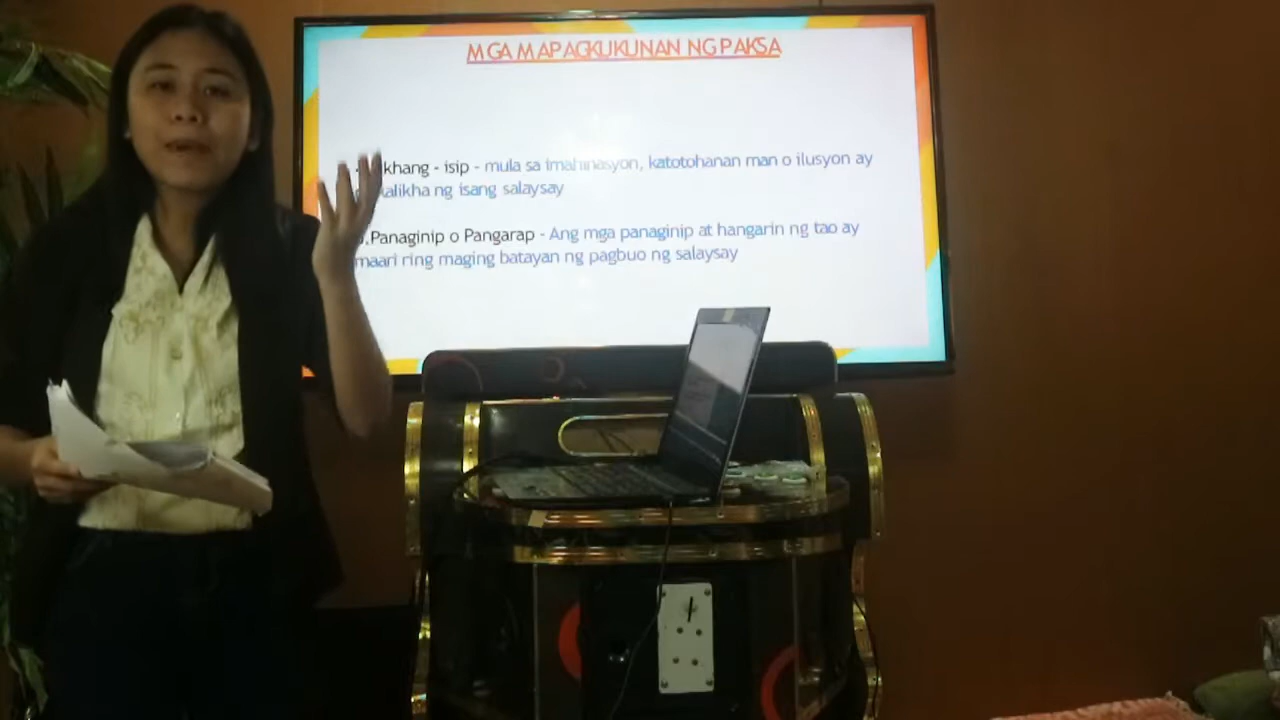 MGA MAPAGKUKUNAN NG PAKSA
khang - isip - mula sa imahinasyon, katotohanan man o ilusyon ay
kalikha ng isang salaysay
Panaginip o Pangarap - Ang mga panaginip at hangarin ng tao ay
maari ring maging batayan ng pagbuo ng salaysay